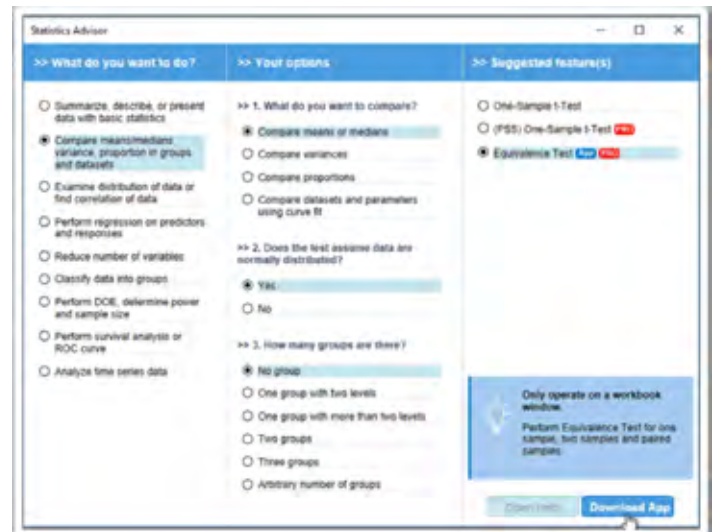 Statistics Advisor
>> What do you want to do?
Summarize, describe, or present
data with basic statistics
Compare means/medians,
variance, proportion in groups
and datasets
Examine distribution of data or
find correlation of data
Perform regression on predictors
and responses
Reduce number of variables
Classify data into groups
Perform DOE, determine power
and sample size
Perform survival analysis or
ROC curve
Analyze time series data
>> Your options
>> 1. What do you want to compare?
Compare means or medians
Compare variances
Compare proportions
Compare datasets and parameters
using curve fit
>> 2. Does the test assume data are
normally distributed?
Yes
No
>> 3. How many groups are there?
No group
One group with two levels
One group with more than two levels
Two groups
Three groups
Arbitrary number of groups
>> Suggested feature(s)
One-Sample t-Test
(PSS) One-Sample t-Test PRO
Equivalence Test App PRO
Only operate on a workbook
window.
Perform Equivalence Test for one
sample, two samples and paired
samples.
Download App